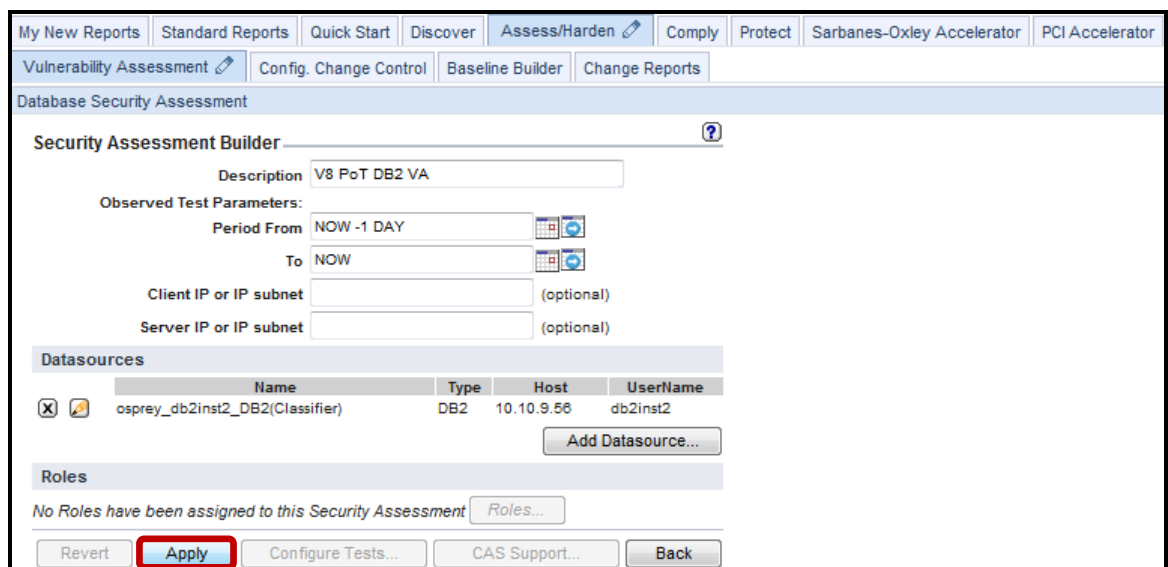 My New Reports Standard Reports Quick Start Discover Assess/Harden Comply Protect Sarbanes-Oxley Accelerator PCI Accelerator
Vulnerability Assessment Config. Change Control Baseline Builder Change Reports
Database Security Assessment
Security Assessment Builder ?
Description V8 PoT DB2 VA
Observed Test Parameters:
Period From NOW -1 DAY
To NOW
Client IP or IP subnet (optional)
Server IP or IP subnet (optional)
Datasources
Name Type Host UserName
X osprey_db2inst2_DB2(Classifier) DB2 10.10.9.56 db2inst2
Add Datasource...
Roles
No Roles have been assigned to this Security Assessment Roles...
Revert Apply Configure Tests... CAS Support... Back